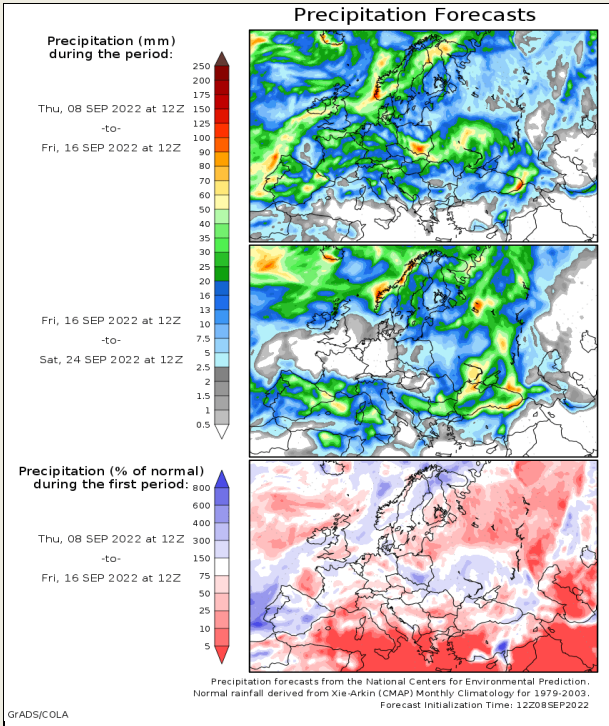 Precipitation Forecasts
Precipitation (mm)
during the period:
Thu, 08 SEP 2022 at 12Z
-to-
Fri, 16 SEP 2022 at 12Z
250
200
175
150
125
100
90
80
70
60
50
40
35
30
25
20
16
13
10
7.5
5
2.5
2
1.5
1
0.5
Fri, 16 SEP 2022 at 12Z
-to-
Sat, 24 SEP 2022 at 12Z
Precipitation (% of normal)
during the first period:
Thu, 08 SEP 2022 at 12Z
-to-
Fri, 16 SEP 2022 at 12Z
800
600
400
300
150
75
50
25
10
5
Precipitation forecasts from the National Centers for Environmental Prediction.
Normal rainfall derived from Xie-Arkin (CMAP) Monthly Climatology for 1979-2003.
Forecast Initialization Time: 12Z08SEP2022
GrADS/COLA